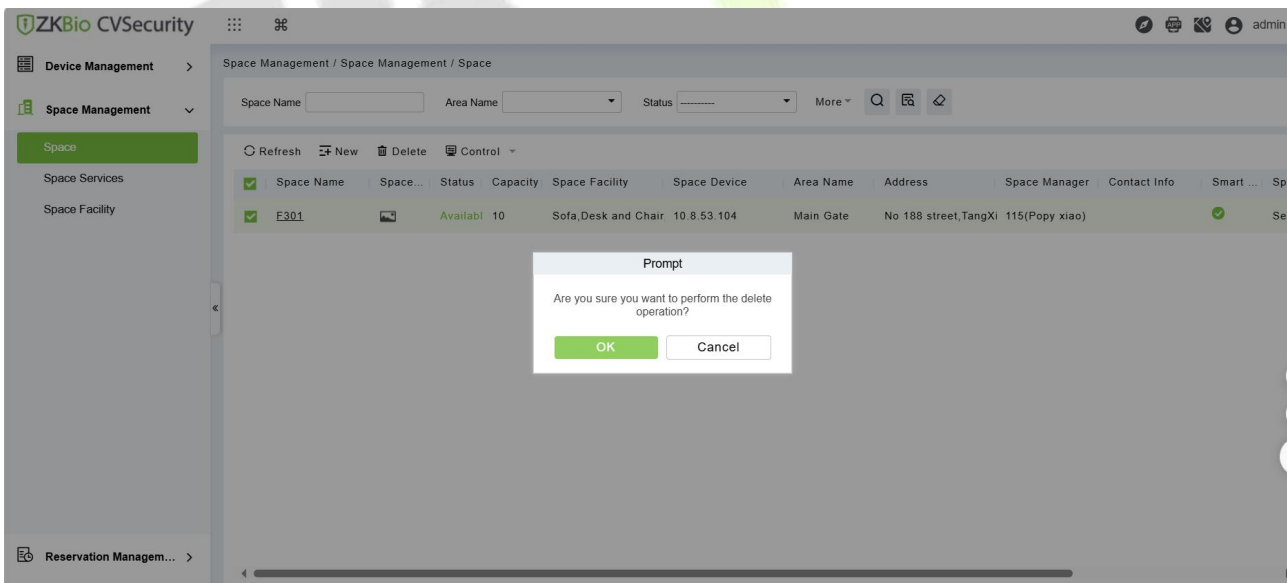 ZKBio CVSecurity
admin
Device Management
Space Management
Space
Space Services
Space Facility
Reservation Managem...
Space Management / Space Management / Space
Space Name Area Name Status ---------- More
Refresh New Delete Control
Space Name Space... Status Capacity Space Facility Space Device Area Name Address Space Manager Contact Info Smart ... Sp
F301 Availabl 10 Sofa,Desk and Chair 10.8.53.104 Main Gate No 188 street,TangXi 115(Popy xiao) Se
Prompt
Are you sure you want to perform the delete
operation?
OK Cancel